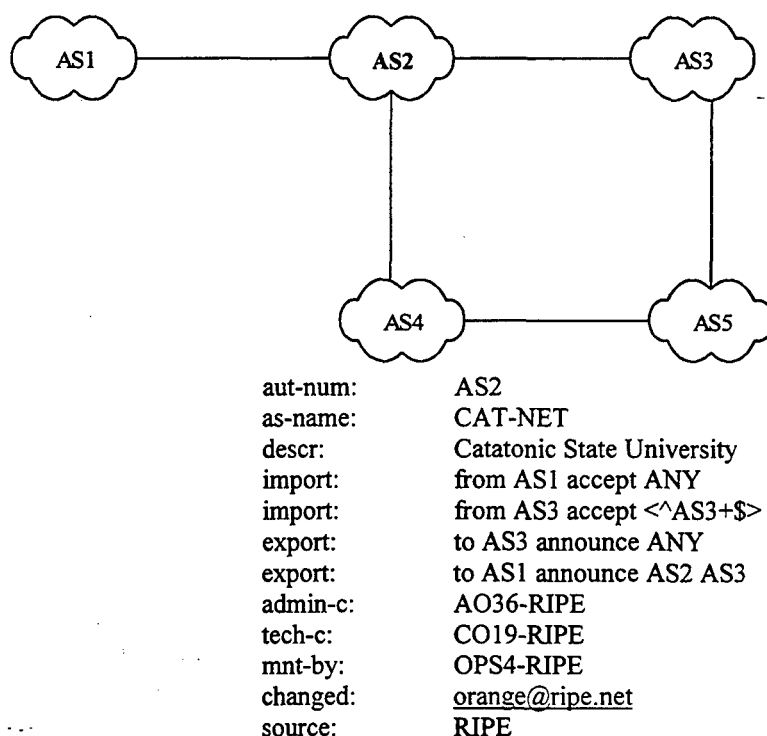 AS1 AS2 AS3
AS4 AS5
aut-num: AS2
as-name: CAT-NET
descr: Catatonic State University
import: from AS1 accept ANY
import: from AS3 accept <^AS3+$>
export: to AS3 announce ANY
export: to AS1 announce AS2 AS3
admin-c: AO36-RIPE
tech-c: CO19-RIPE
mnt-by: OPS4-RIPE
changed: orange@ripe.net
source: RIPE